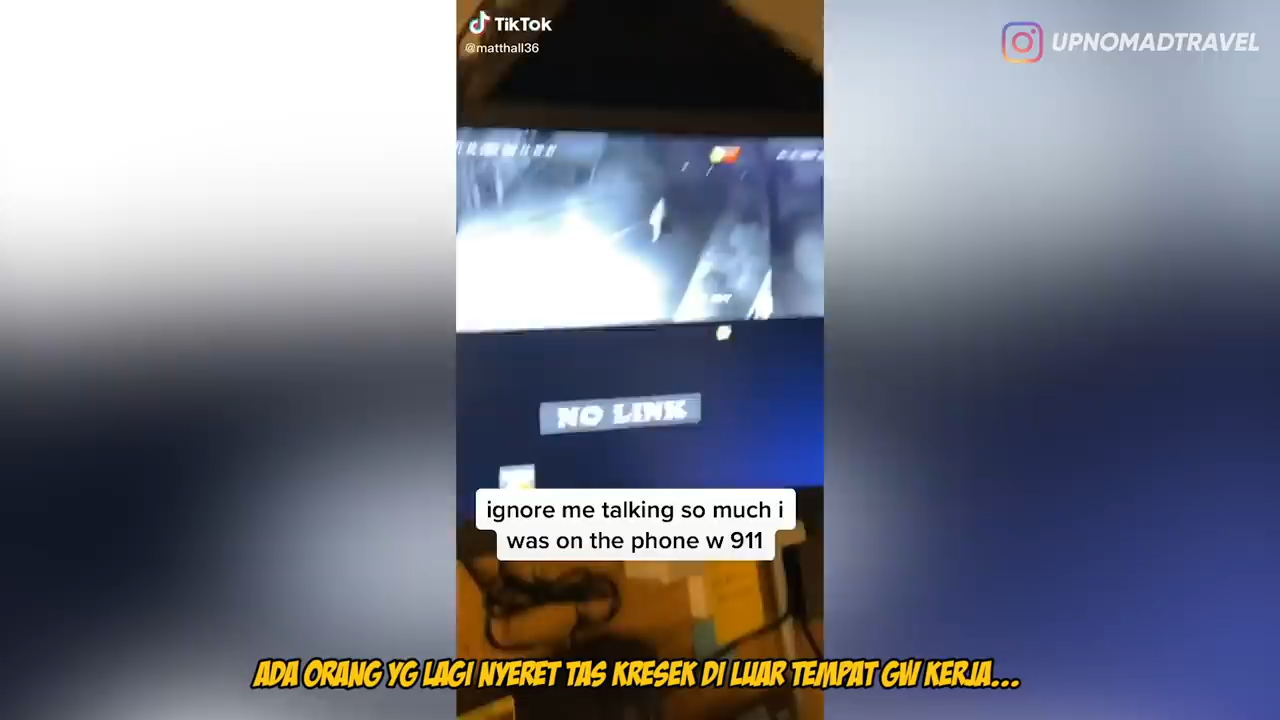 TikTok
@matthall36
UPNOMADTRAVEL
NO LINK
ignore me talking so much i
was on the phone w 911
ADA ORANG YG LAGI NYERET TAS KRESEK DI LUAR TEMPAT GW KERJA...